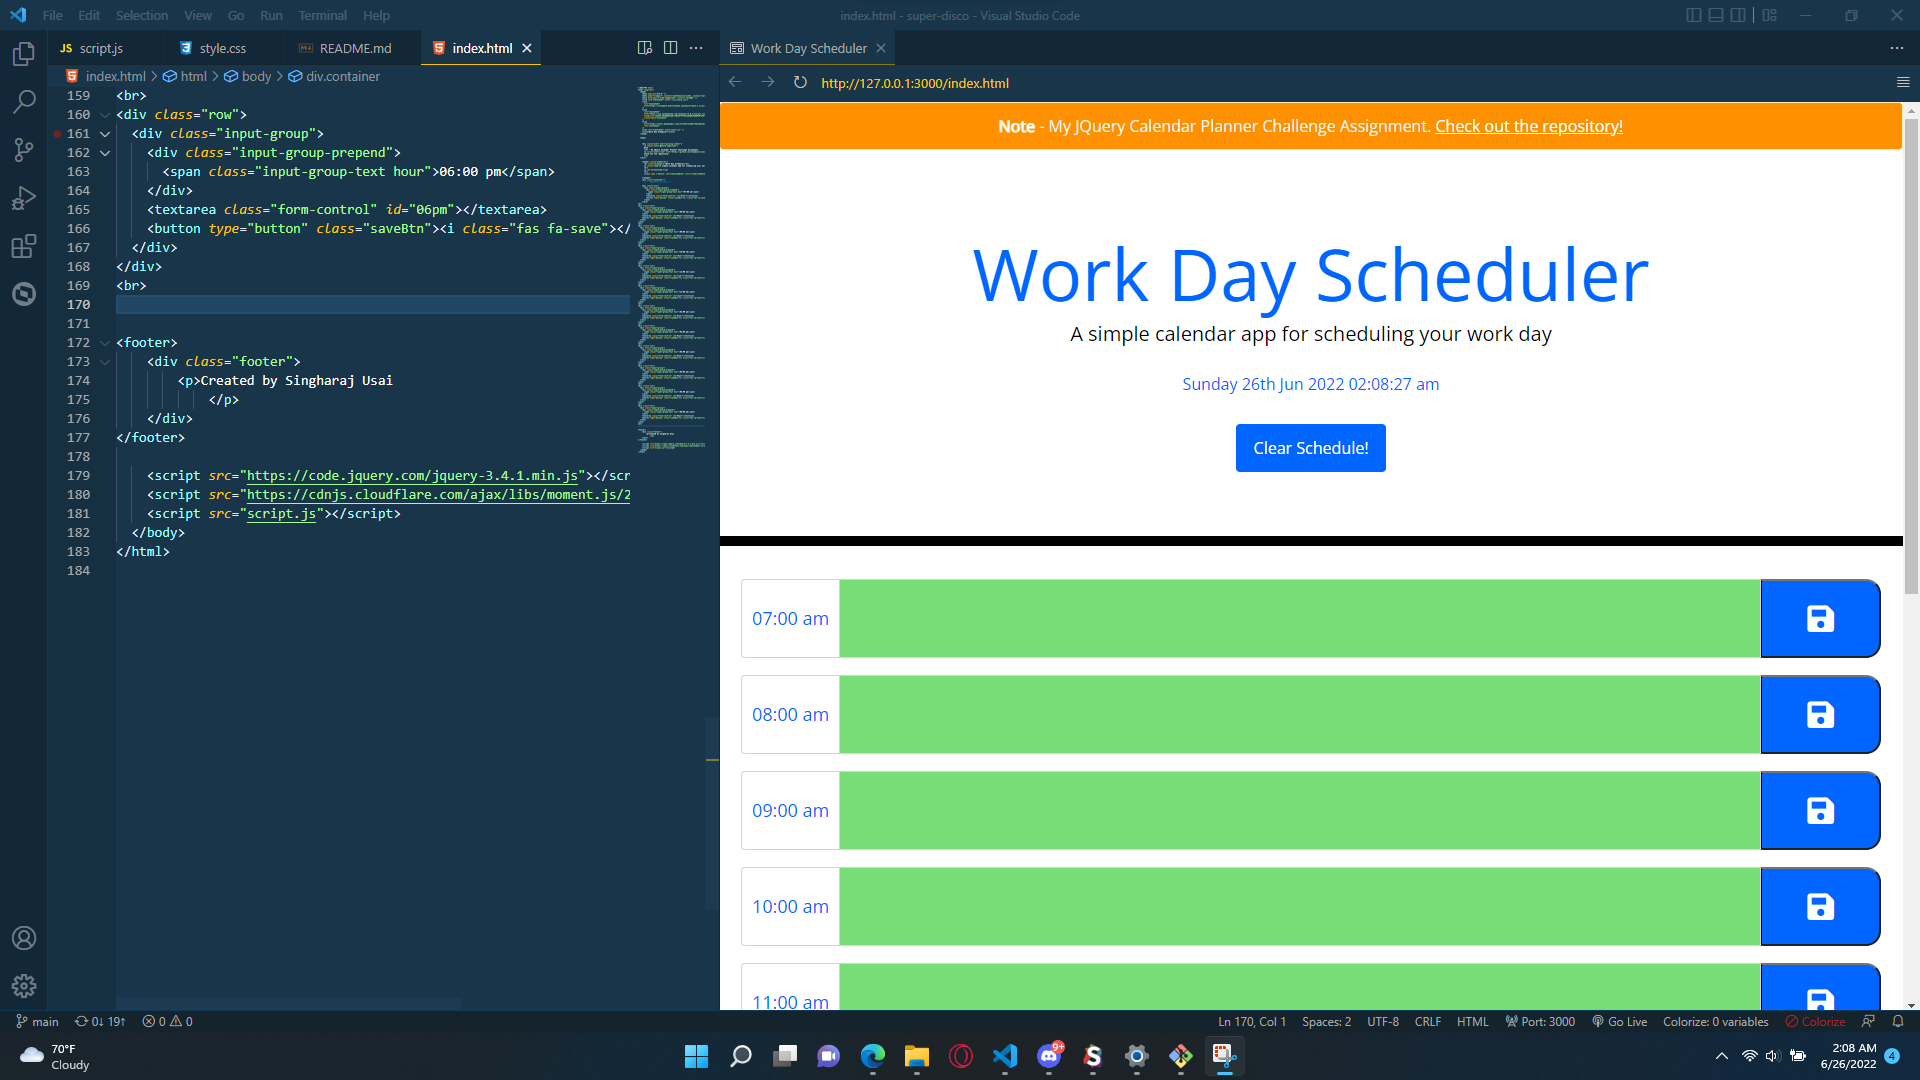 File Edit Selection View Go Run Terminal Help
index.html - super-disco - Visual Studio Code
JS script.js
style.css
README.md
index.html
index.html > html > body > div.container
159 <br>
160 <div class="row">
161 <div class="input-group">
162 <div class="input-group-prepend">
163 <span class="input-group-text hour">06:00 pm</span>
164 </div>
165 <textarea class="form-control" id="06pm"></textarea>
166 <button type="button" class="saveBtn"><i class="fas fa-save"></
167 </div>
168 </div>
169 <br>
170
171
172 <footer>
173 <div class="footer">
174 <p>Created by Singharaj Usai
175 </p>
176 </div>
177 </footer>
178
179 <script src="https://code.jquery.com/jquery-3.4.1.min.js"></scr
180 <script src="https://cdnjs.cloudflare.com/ajax/libs/moment.js/2
181 <script src="script.js"></script>
182 </body>
183 </html>
184
Work Day Scheduler
http://127.0.0.1:3000/index.html
Note - My JQuery Calendar Planner Challenge Assignment. Check out the repository!
Work Day Scheduler
A simple calendar app for scheduling your work day
Sunday 26th Jun 2022 02:08:27 am
Clear Schedule!
07:00 am
08:00 am
09:00 am
10:00 am
11:00 am
main 0↓ 19↑ 0 0
Ln 170, Col 1 Spaces: 2 UTF-8 CRLF HTML Port: 3000 Go Live Colorize: 0 variables Colorize
70°F
Cloudy
9+
2:08 AM
6/26/2022
4